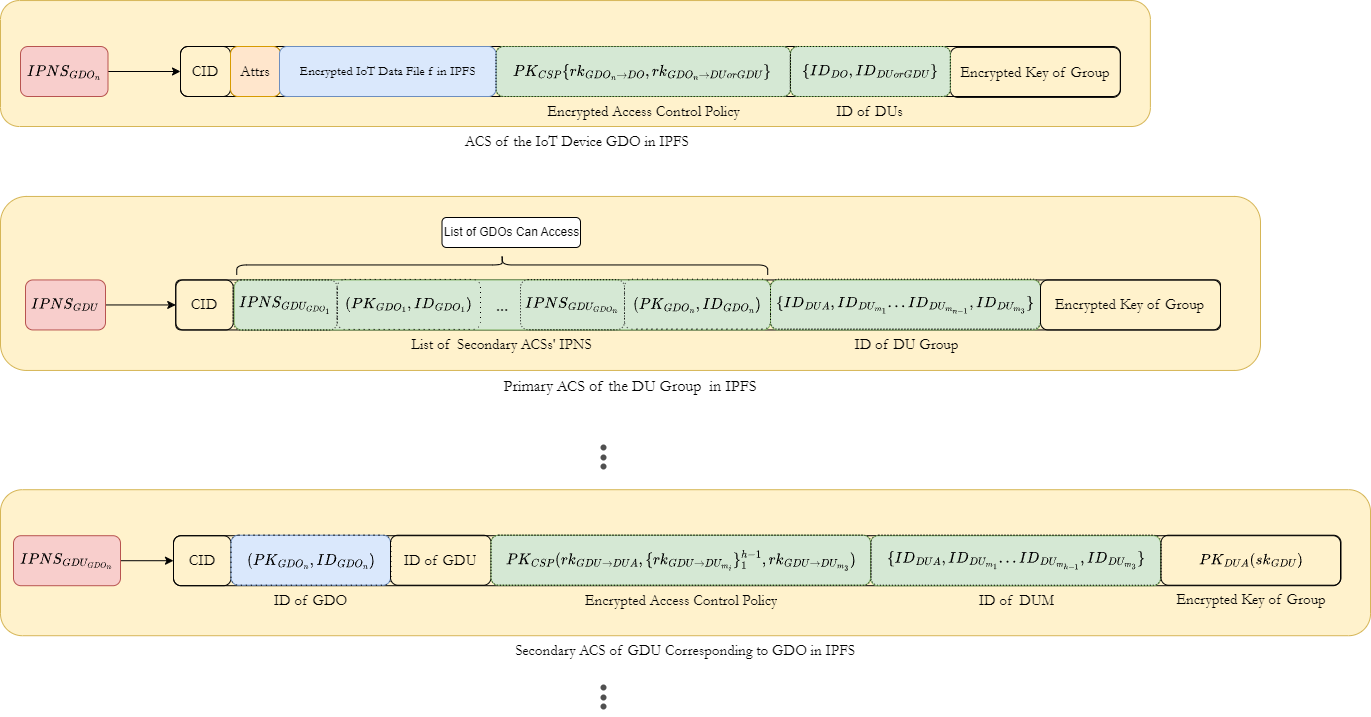 $IPNS_{GDO_n}$ CID Attrs Encrypted IoT Data File f in IPFS $PK_{CSP}\{rk_{GDO_n \to DO}, rk_{GDO_n \to DUorGDU}\}$ $\{ID_{DO}, ID_{DUorGDU}\}$ Encrypted Key of Group
Encrypted Access Control Policy ID of DUs
ACS of the IoT Device GDO in IPFS
List of GDOs Can Access
$IPNS_{GDU}$ CID $IPNS_{GDU_{GDO_1}}$ $(PK_{GDO_1}, ID_{GDO_1})$ ... $IPNS_{GDU_{GDO_n}}$ $(PK_{GDO_n}, ID_{GDO_n})$ $\{ID_{DUA}, ID_{DU_{m_1}} \ldots ID_{DU_{m_{n-1}}}, ID_{DU_{m_3}}\}$ Encrypted Key of Group
List of Secondary ACSs' IPNS ID of DU Group
Primary ACS of the DU Group in IPFS
$IPNS_{GDU_{GDO_n}}$ CID $(PK_{GDO_n}, ID_{GDO_n})$ ID of GDU $PK_{CSP}(rk_{GDU \to DUA}, \{rk_{GDU \to DU_{m_i}}\}_1^{h-1}, rk_{GDU \to DU_{m_3}})$ $\{ID_{DUA}, ID_{DU_{m_1}} \ldots ID_{DU_{m_{h-1}}}, ID_{DU_{m_3}}\}$ $PK_{DUA}(sk_{GDU})$
ID of GDO Encrypted Access Control Policy ID of DUM Encrypted Key of Group
Secondary ACS of GDU Corresponding to GDO in IPFS